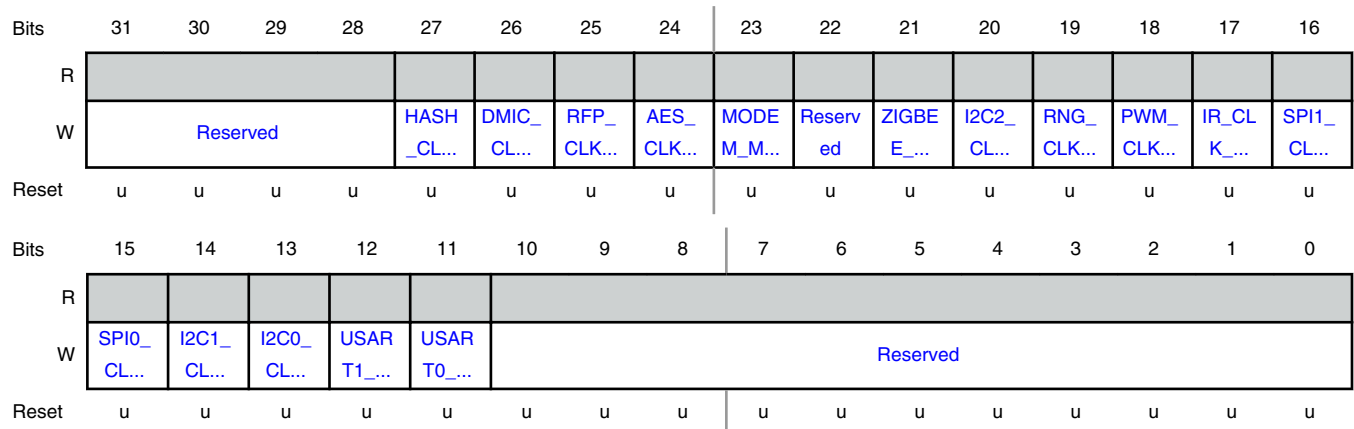 Bits 31 30 29 28 27 26 25 24 23 22 21 20 19 18 17 16
R
W Reserved HASH DMIC_ RFP_ AES_ MODE Reserv ZIGBE I2C2_ RNG_ PWM_ IR_CL SPI1_
_CL... CL... CLK... CLK... M_M... ed E_... CL... CLK... CLK... K_... CL...
Reset u u u u u u u u u u u u u u u u
Bits 15 14 13 12 11 10 9 8 7 6 5 4 3 2 1 0
R
W SPI0_ I2C1_ I2C0_ USAR USAR Reserved
CL... CL... CL... T1_... T0_...
Reset u u u u u u u u u u u u u u u u